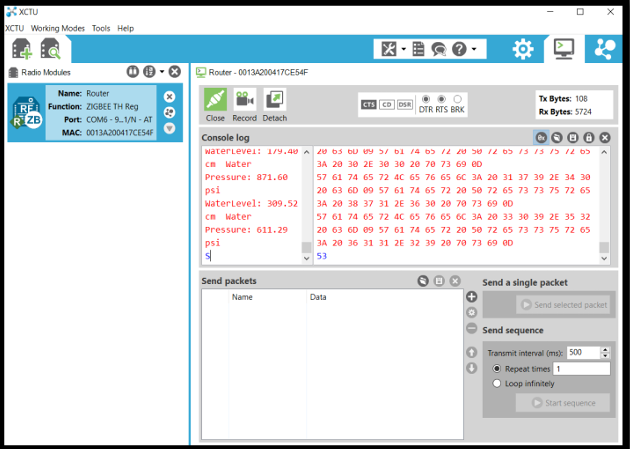 XCTU
XCTU Working Modes Tools Help
Radio Modules
Router - 0013A200417CE54F
Name: Router
Function: ZIGBEE TH Reg
Port: COM6 - 9...1/N - AT
MAC: 0013A200417CE54F
Close Record Detach
CTS CD DSR
DTR RTS BRK
Tx Bytes: 108
Rx Bytes: 5724
Console log
WaterLevel: 179.40
cm Water
Pressure: 871.60
psi
WaterLevel: 309.52
cm Water
Pressure: 611.29
psi
S
20 63 6D 09 57 61 74 65 72 20 50 72 65 73 73 75 72 65
3A 20 30 2E 30 30 20 70 73 69 0D
57 61 74 65 72 4C 65 76 65 6C 3A 20 31 37 39 2E 34 30
20 63 6D 09 57 61 74 65 72 20 50 72 65 73 73 75 72 65
3A 20 38 37 31 2E 36 30 20 70 73 69 0D
57 61 74 65 72 4C 65 76 65 6C 3A 20 33 30 39 2E 35 32
20 63 6D 09 57 61 74 65 72 20 50 72 65 73 73 75 72 65
3A 20 36 31 31 2E 32 39 20 70 73 69 0D
53
Send packets
Name Data
Send a single packet
Send selected packet
Send sequence
Transmit interval (ms): 500
Repeat times 1
Loop infinitely
Start sequence